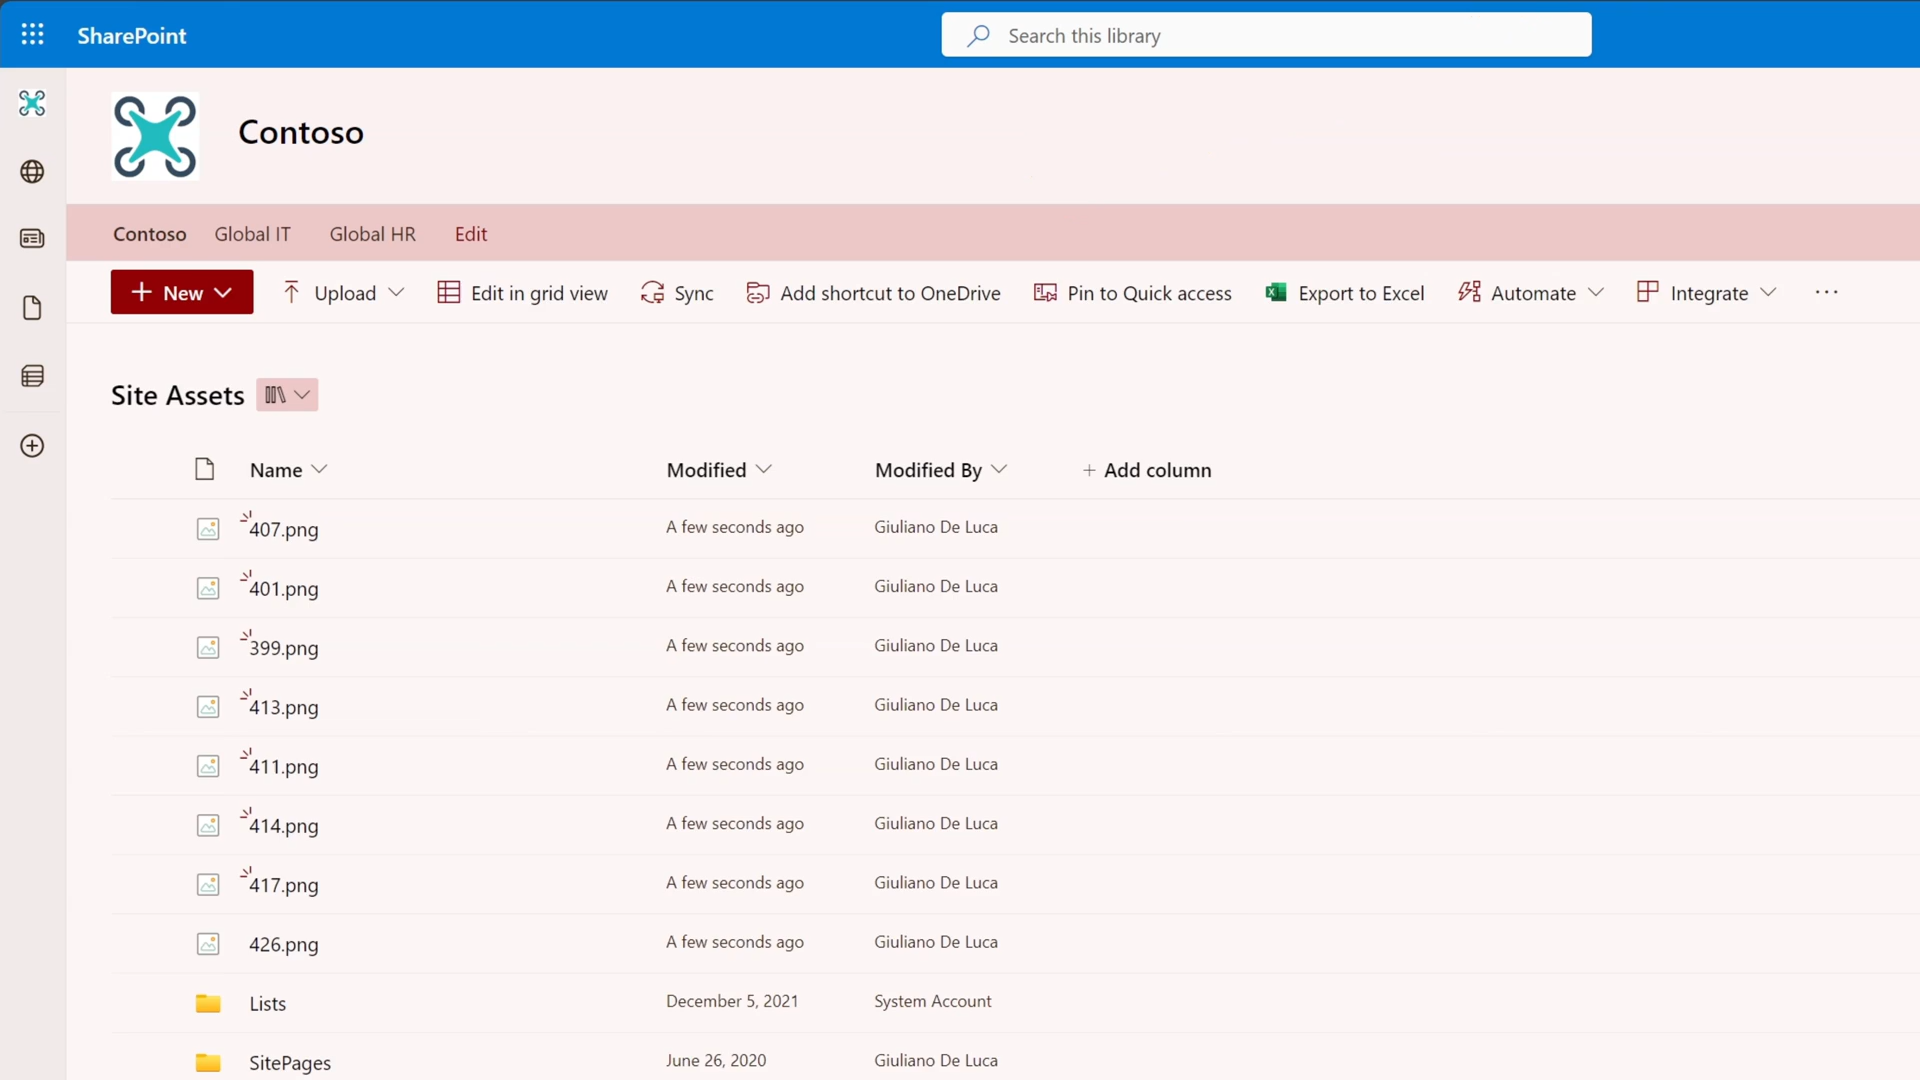 SharePoint
Search this library
Contoso
Contoso Global IT Global HR Edit
New Upload Edit in grid view Sync Add shortcut to OneDrive Pin to Quick access Export to Excel Automate Integrate ...
Site Assets
Name Modified Modified By + Add column
407.png A few seconds ago Giuliano De Luca
401.png A few seconds ago Giuliano De Luca
399.png A few seconds ago Giuliano De Luca
413.png A few seconds ago Giuliano De Luca
411.png A few seconds ago Giuliano De Luca
414.png A few seconds ago Giuliano De Luca
417.png A few seconds ago Giuliano De Luca
426.png A few seconds ago Giuliano De Luca
Lists December 5, 2021 System Account
SitePages June 26, 2020 Giuliano De Luca